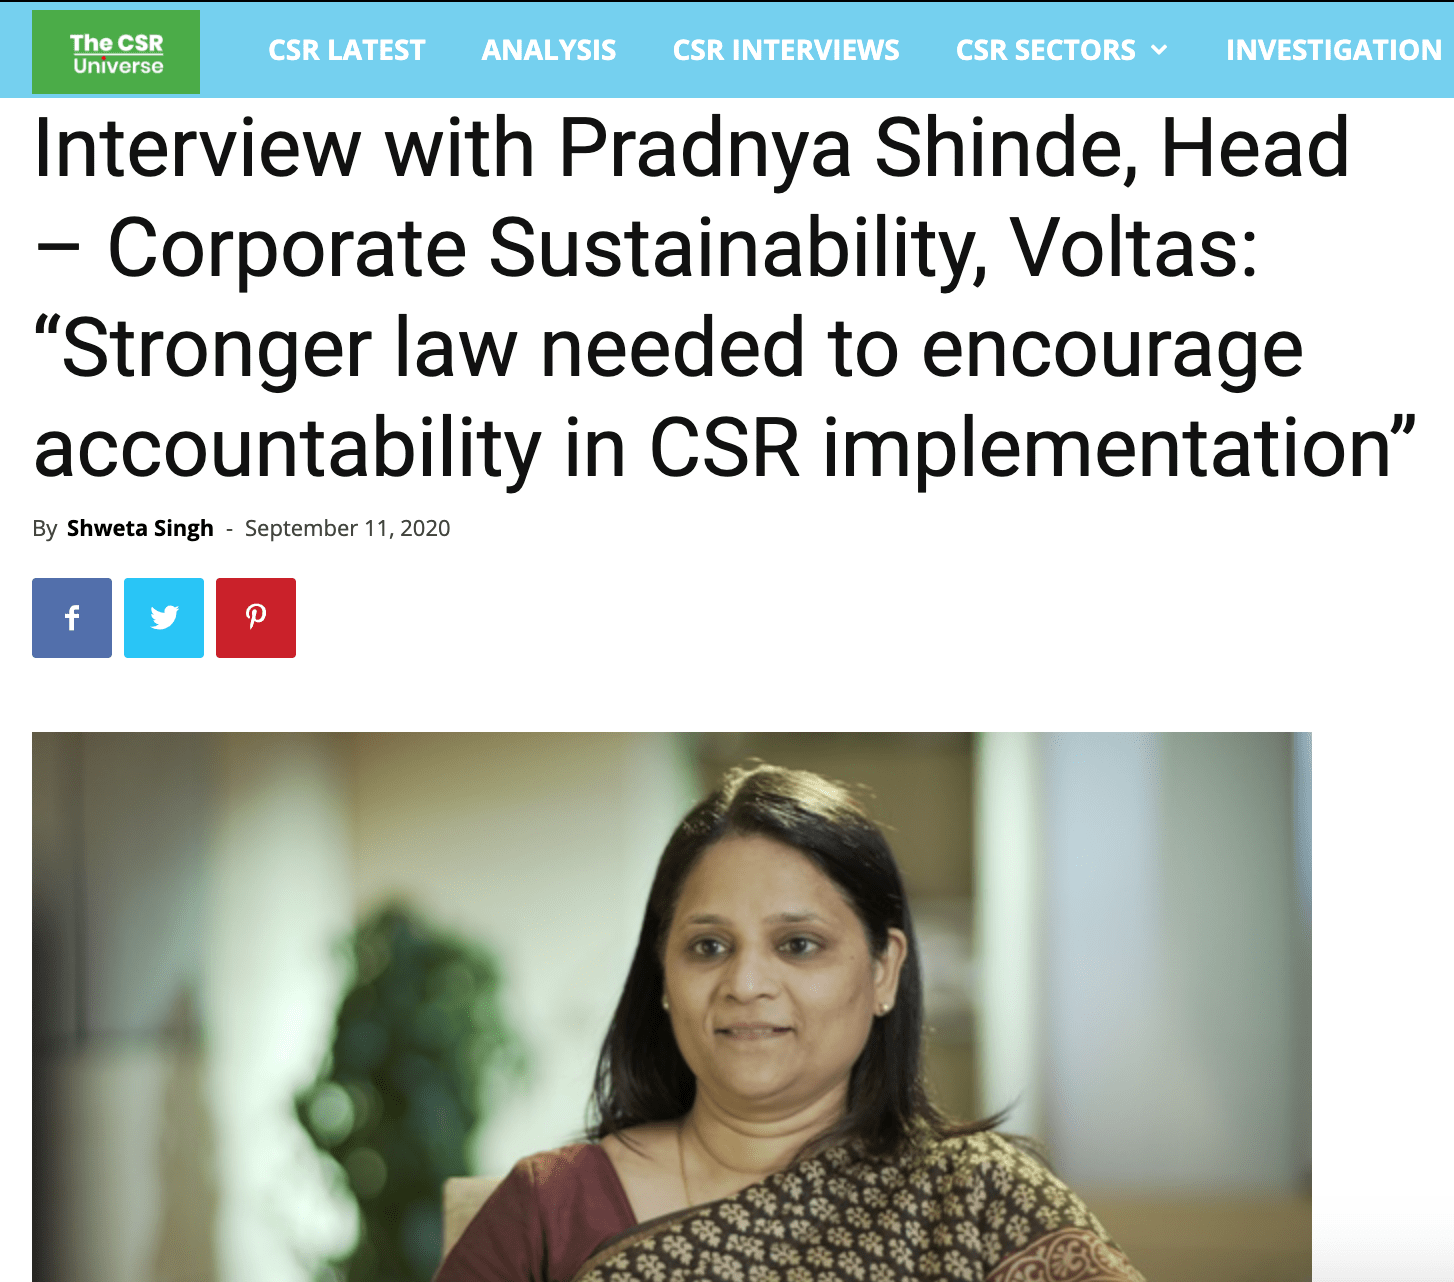 The CSR
Universe
CSR LATEST ANALYSIS CSR INTERVIEWS CSR SECTORS INVESTIGATION
Interview with Pradnya Shinde, Head
– Corporate Sustainability, Voltas:
“Stronger law needed to encourage
accountability in CSR implementation”
By Shweta Singh - September 11, 2020